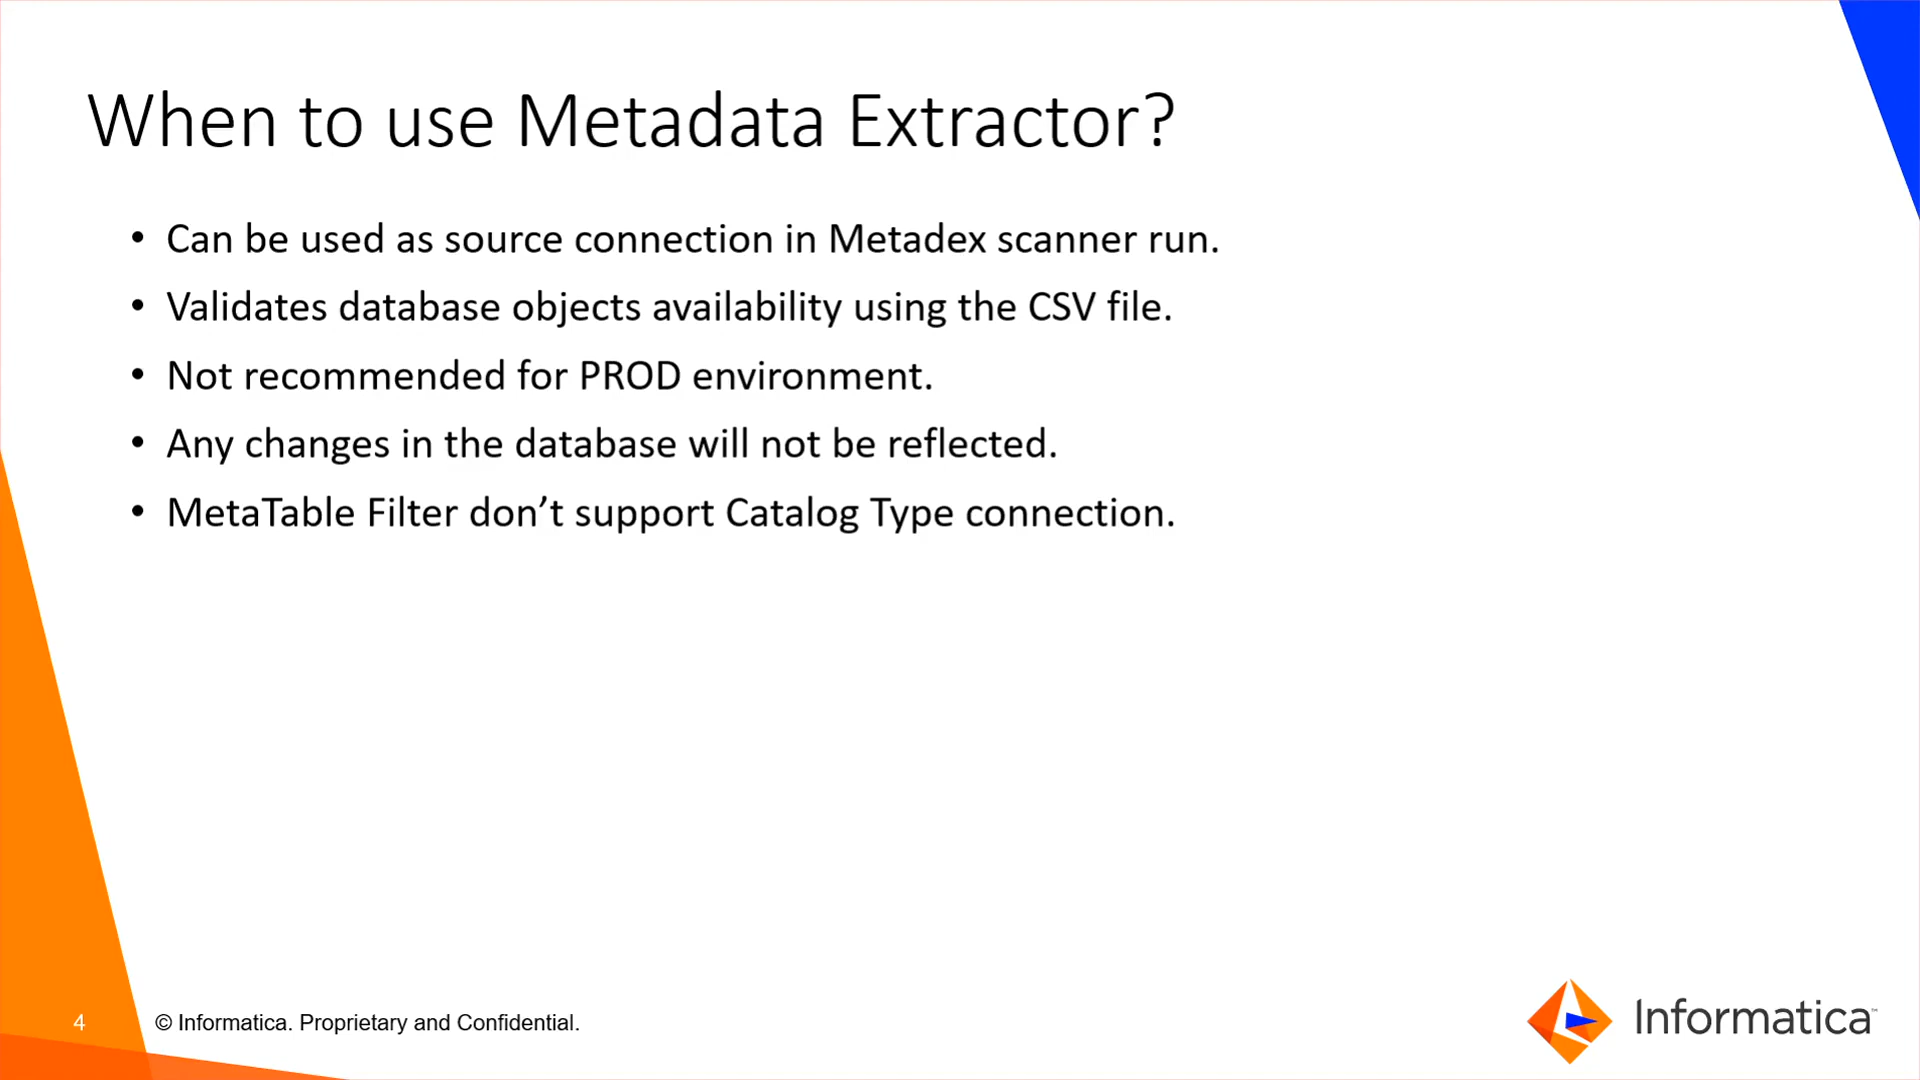 When to use Metadata Extractor?
• Can be used as source connection in Metadex scanner run.
• Validates database objects availability using the CSV file.
• Not recommended for PROD environment.
• Any changes in the database will not be reflected.
• MetaTable Filter don’t support Catalog Type connection.
4
© Informatica. Proprietary and Confidential.
Informatica™